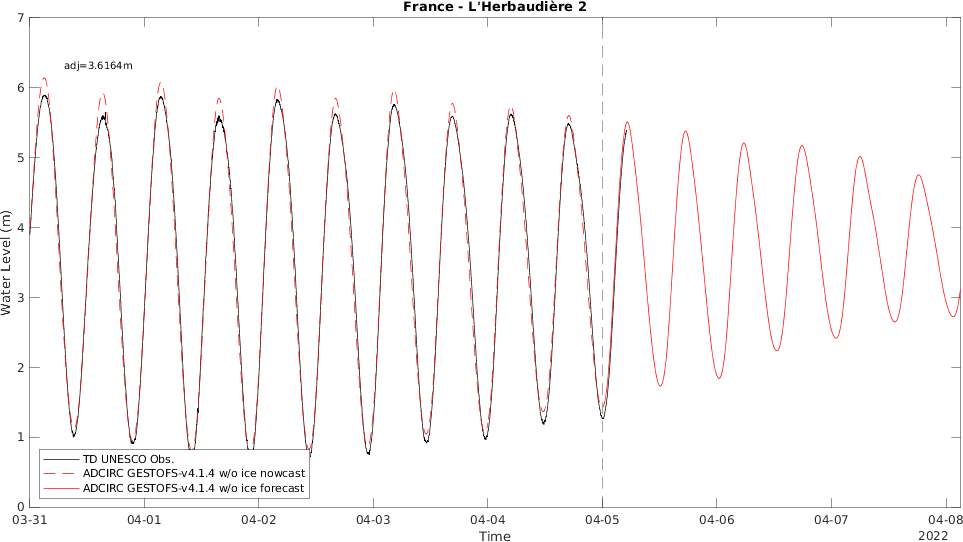 France - L'Herbaudière 2
7
6
5
4
3
2
1
0
Water Level (m)
adj=3.6164m
TD UNESCO Obs.
ADCIRC GESTOFS-v4.1.4 w/o ice nowcast
ADCIRC GESTOFS-v4.1.4 w/o ice forecast
03-31 04-01 04-02 04-03 04-04 04-05 04-06 04-07 04-08
Time
2022